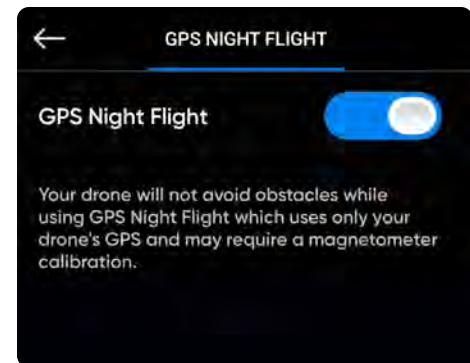 GPS NIGHT FLIGHT
GPS Night Flight
Your drone will not avoid obstacles while
using GPS Night Flight which uses only your
drone's GPS and may require a magnetometer
calibration.